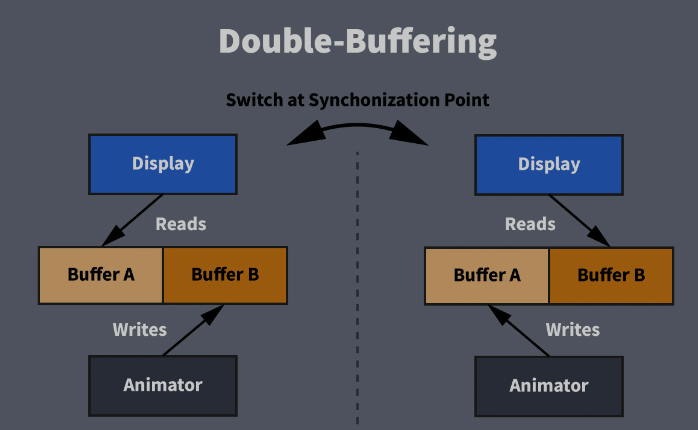 Double-Buffering
Switch at Synchonization Point
Display
Reads
Buffer A
Buffer B
Writes
Animator
Display
Reads
Buffer A
Buffer B
Writes
Animator